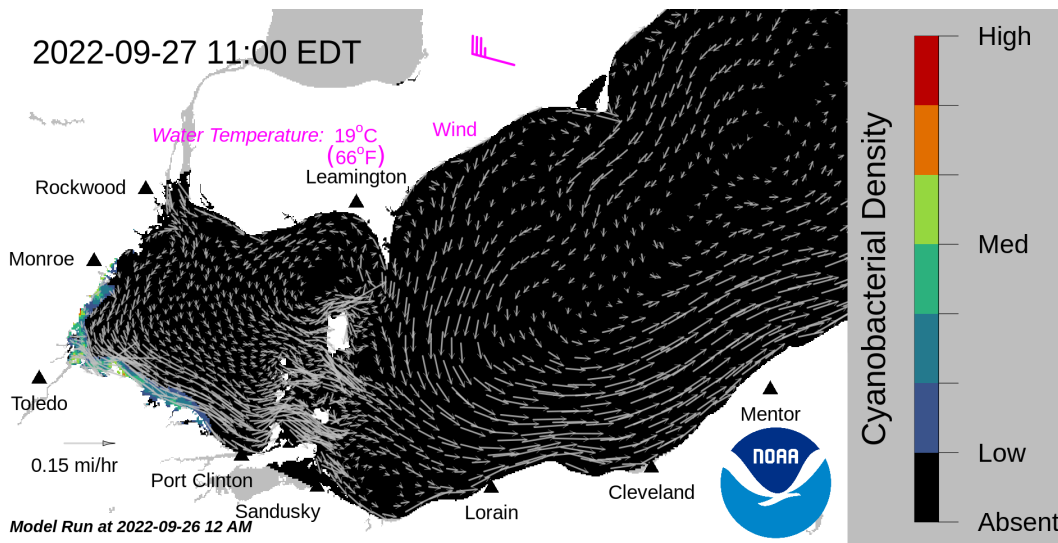 2022-09-27 11:00 EDT
Water Temperature: 19°C
(66°F)
Wind
Leamington
Rockwood
Monroe
Toledo
0.15 mi/hr
Port Clinton
Sandusky
Lorain
Cleveland
Mentor
NOAA
Model Run at 2022-09-26 12 AM
Cyanobacterial Density
High
Med
Low
Absent